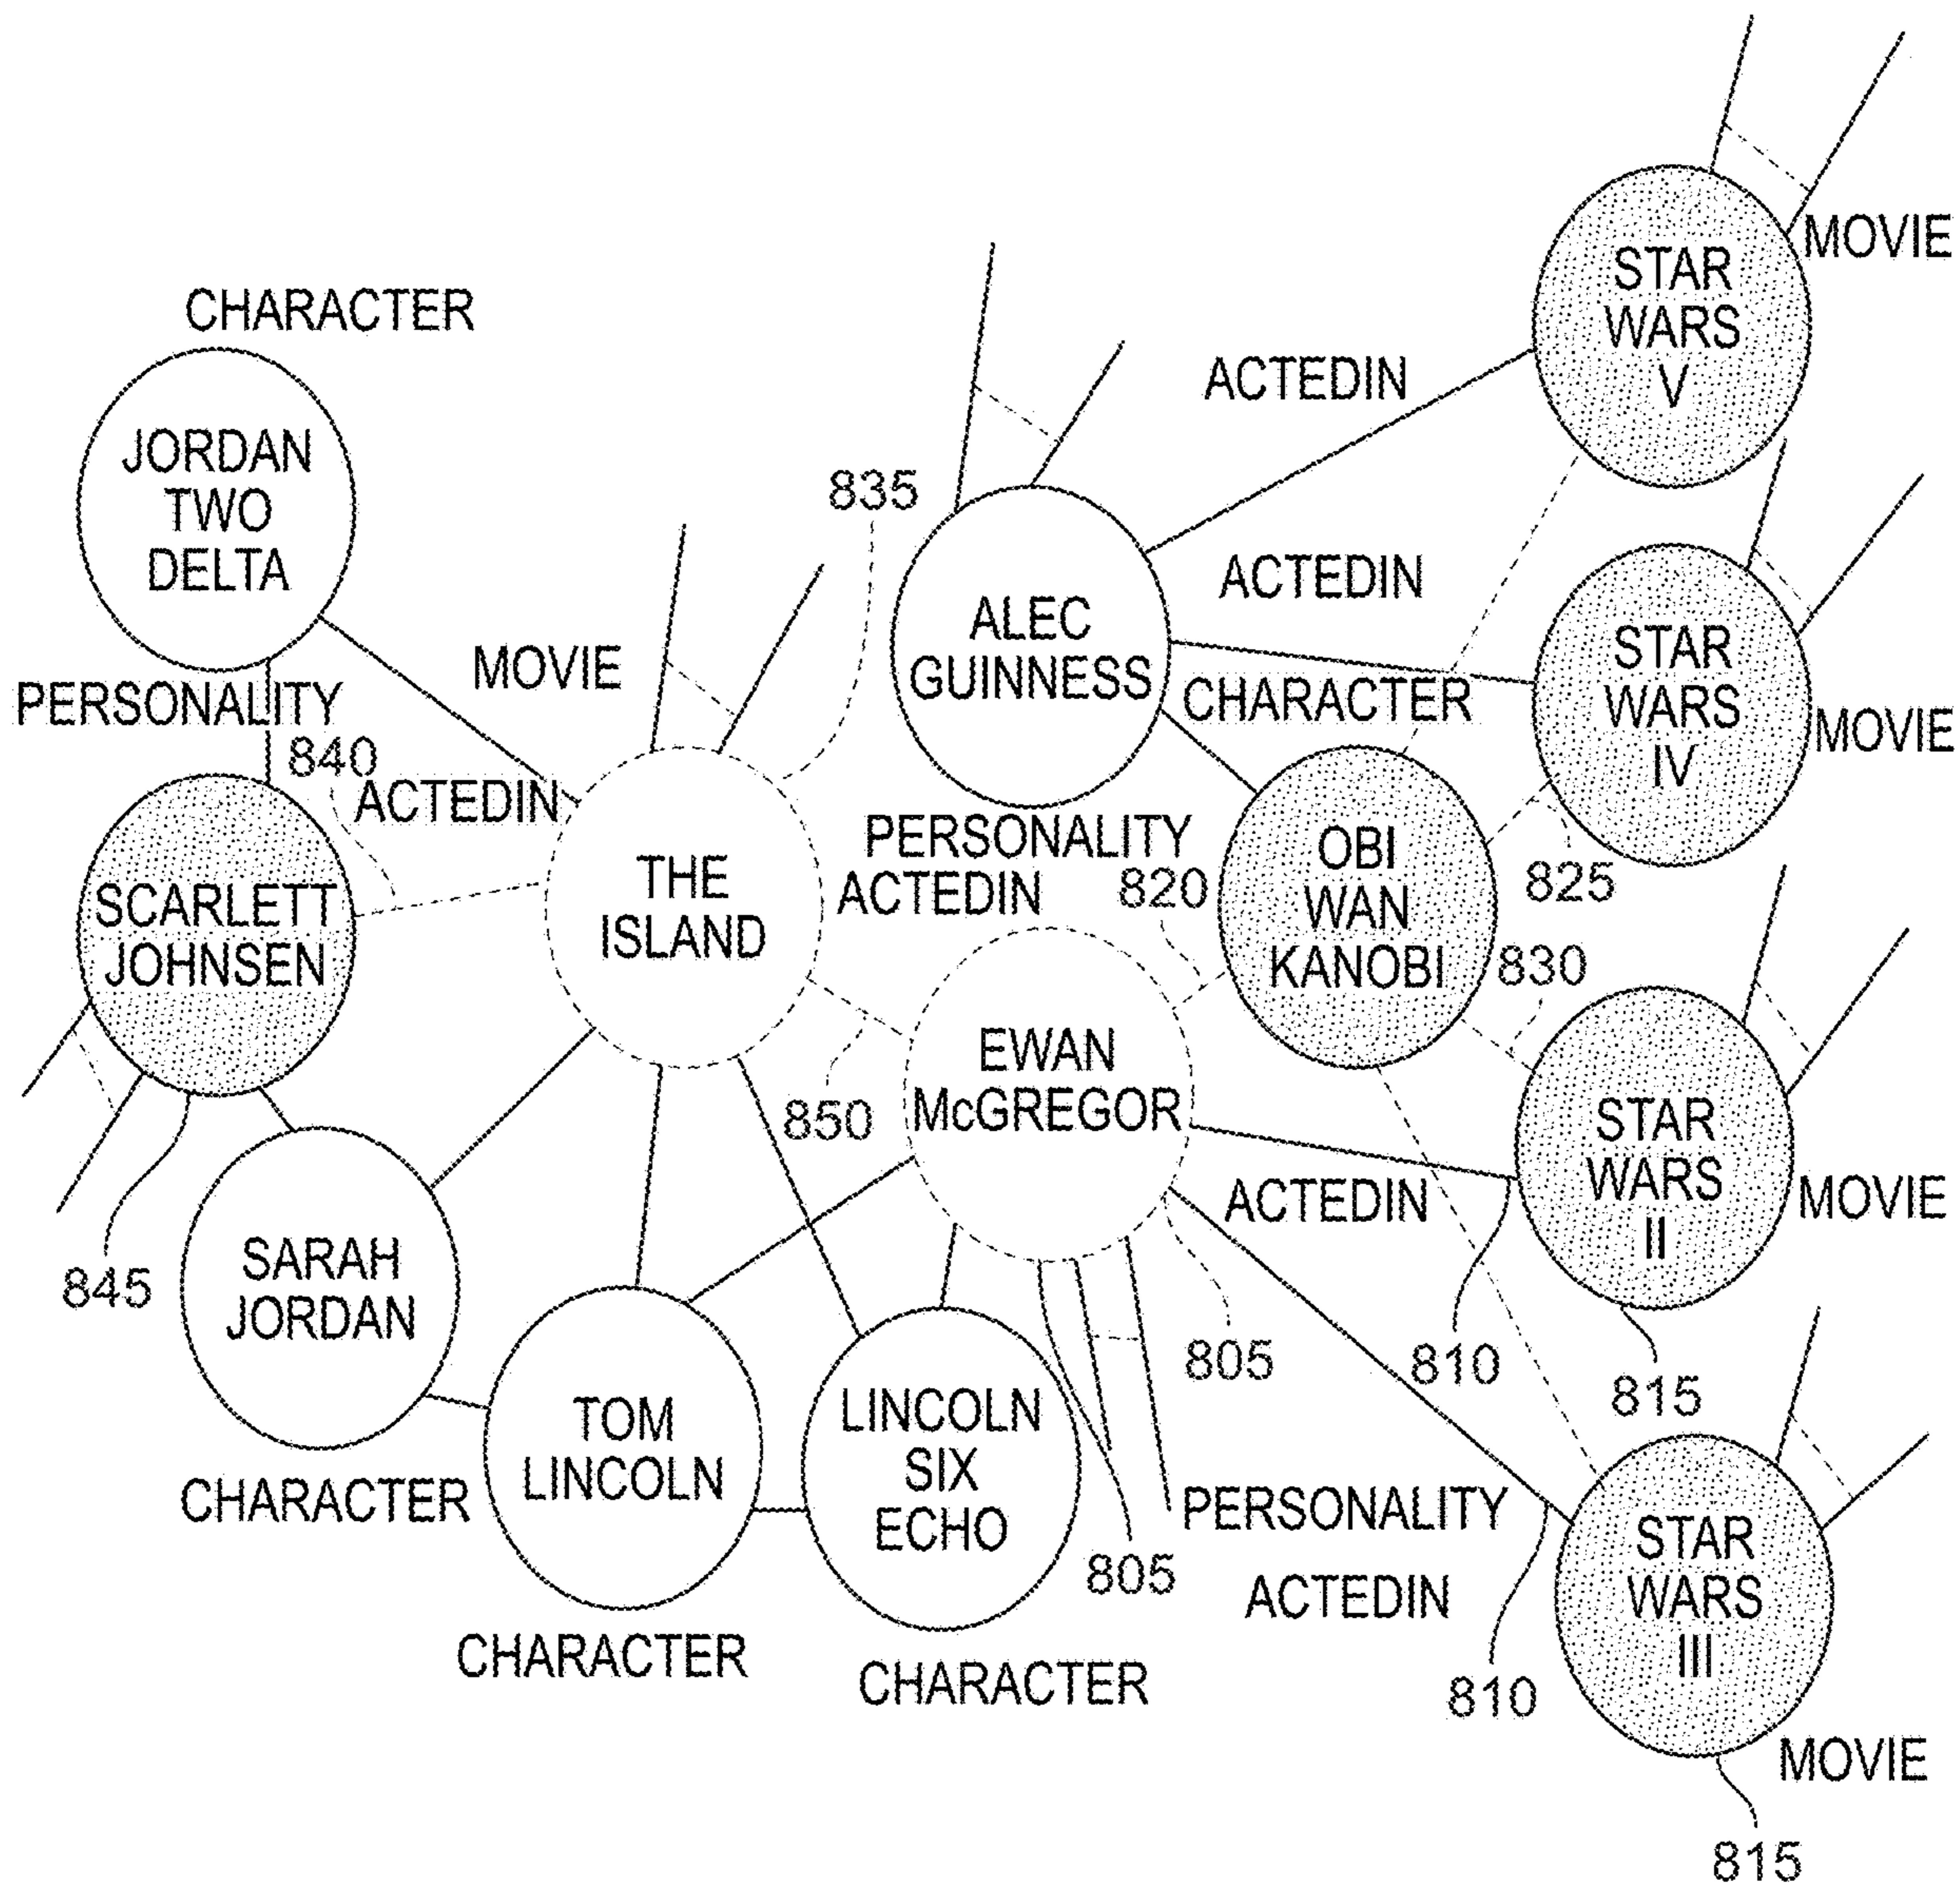 MOVIE
STAR
WARS
V
CHARACTER
ACTEDIN
JORDAN
TWO
DELTA
835
ACTEDIN
ALEC
GUINNESS
STAR
WARS
IV
MOVIE
MOVIE
PERSONALITY
CHARACTER
840
ACTEDIN
PERSONALITY
ACTEDIN
820
OBI
WAN
KANOBI
825
THE
ISLAND
SCARLETT
JOHNSEN
830
EWAN
McGREGOR
850
STAR
WARS
II
MOVIE
ACTEDIN
845
SARAH
JORDAN
805
810
815
TOM
LINCOLN
LINCOLN
SIX
ECHO
CHARACTER
PERSONALITY
ACTEDIN
805
STAR
WARS
III
CHARACTER
CHARACTER
810
MOVIE
815